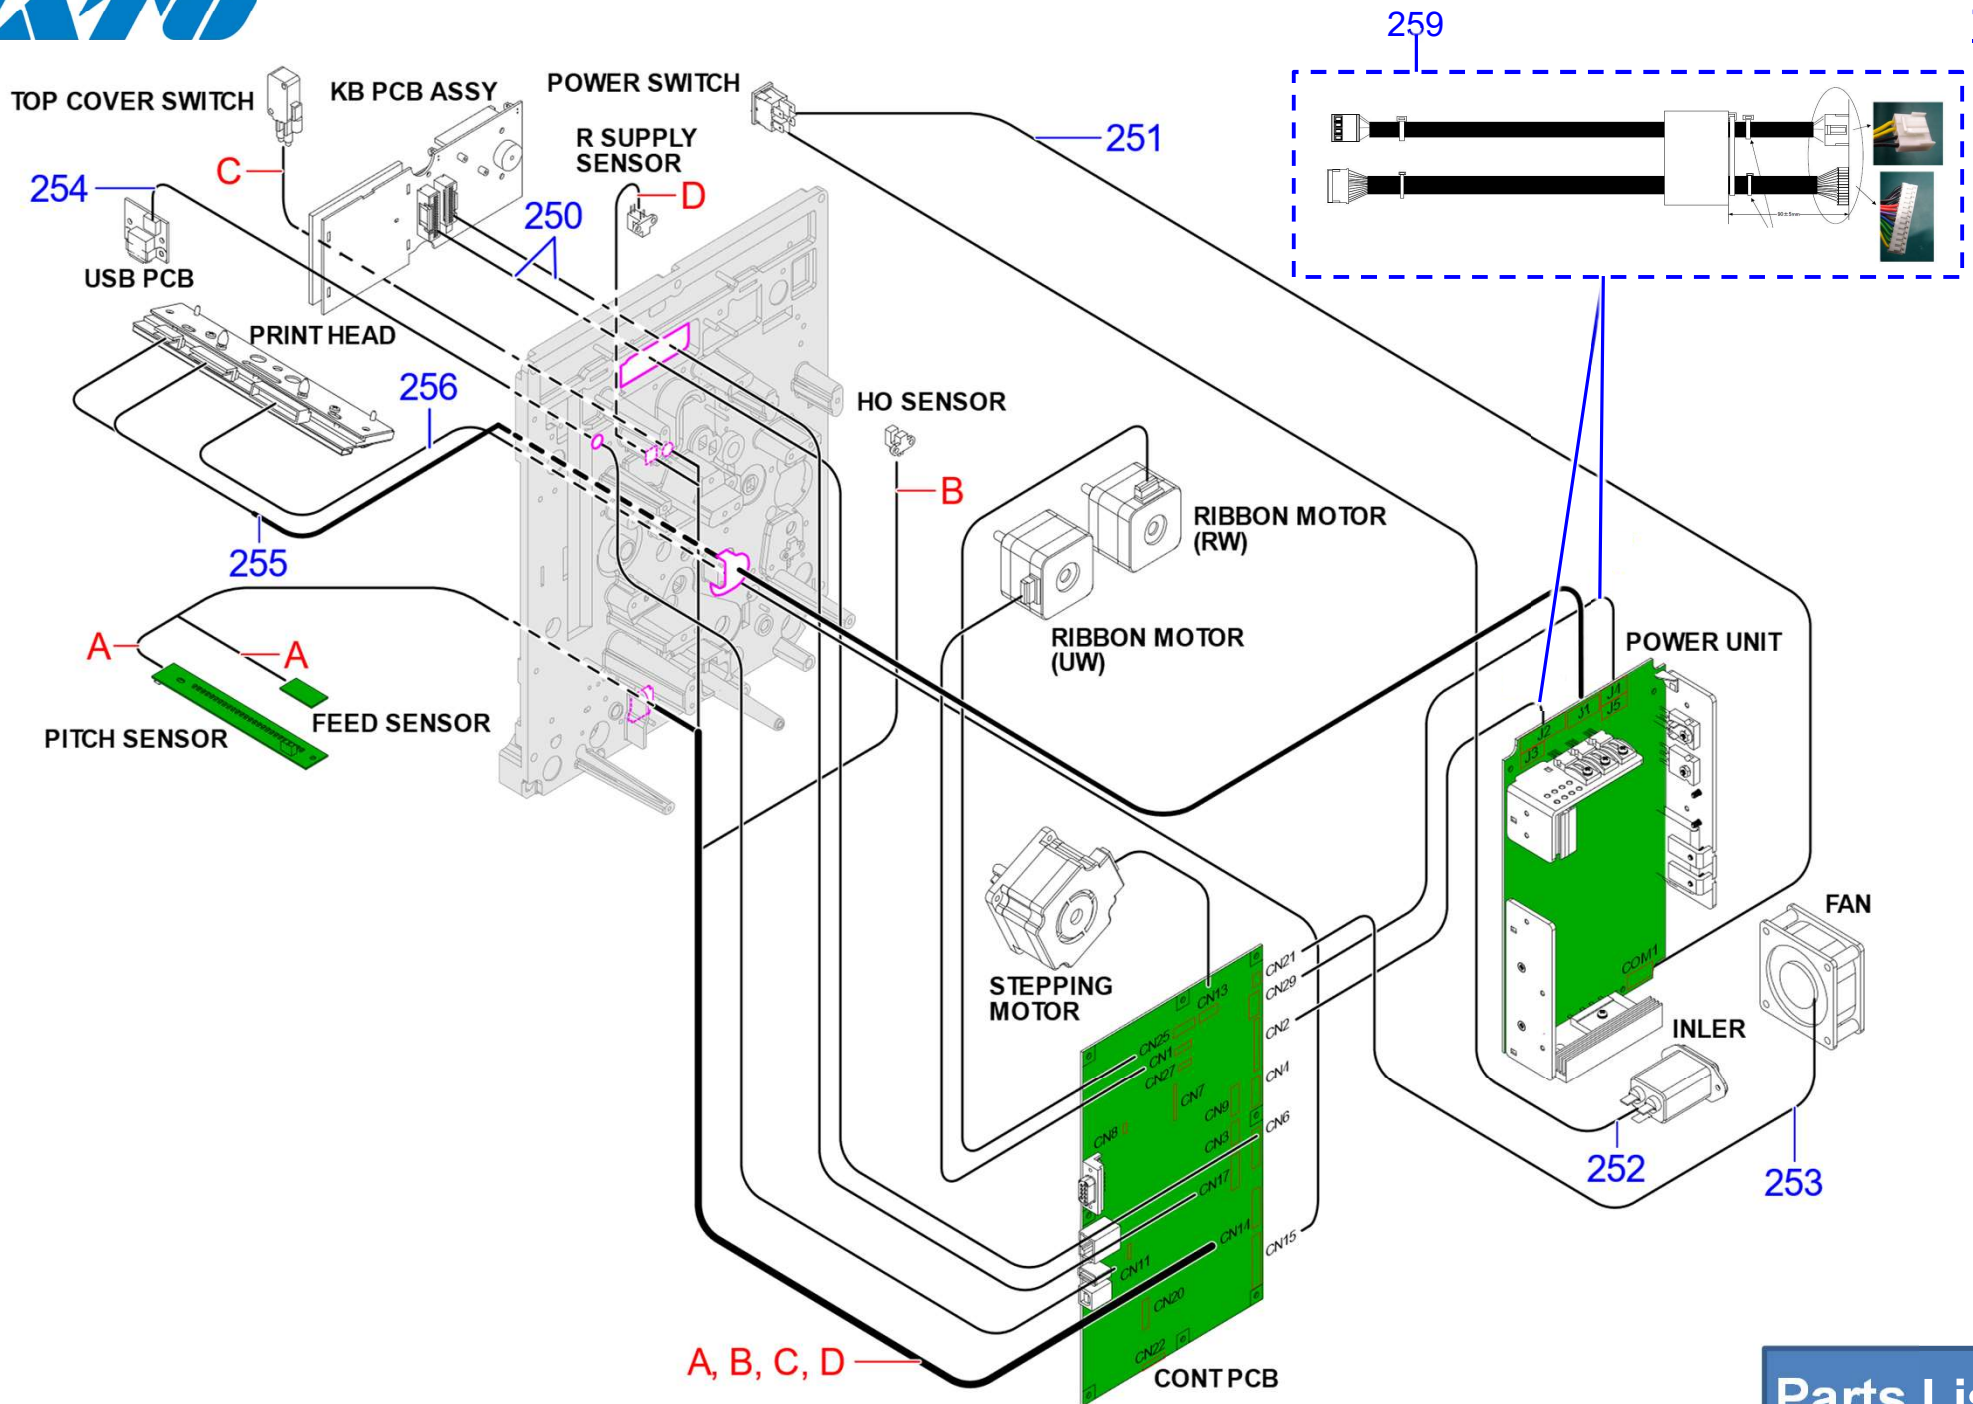 259
TOP COVER SWITCH
KB PCB ASSY
POWER SWITCH
R SUPPLY
SENSOR
251
C
D
254
250
USB PCB
PRINT HEAD
256
HO SENSOR
B
RIBBON MOTOR
(RW)
255
RIBBON MOTOR
(UW)
POWER UNIT
A
A
FEED SENSOR
PITCH SENSOR
J4
J5
J1
J2
J3
COM1
FAN
STEPPING
MOTOR
INLER
CN21
CN29
CN13
CN2
CN25
CN1
CN27
CN4
CN7
CN9
CN6
CN8
CN3
CN17
252
253
CN14
CN15
CN11
CN20
CN22
A, B, C, D
CONT PCB